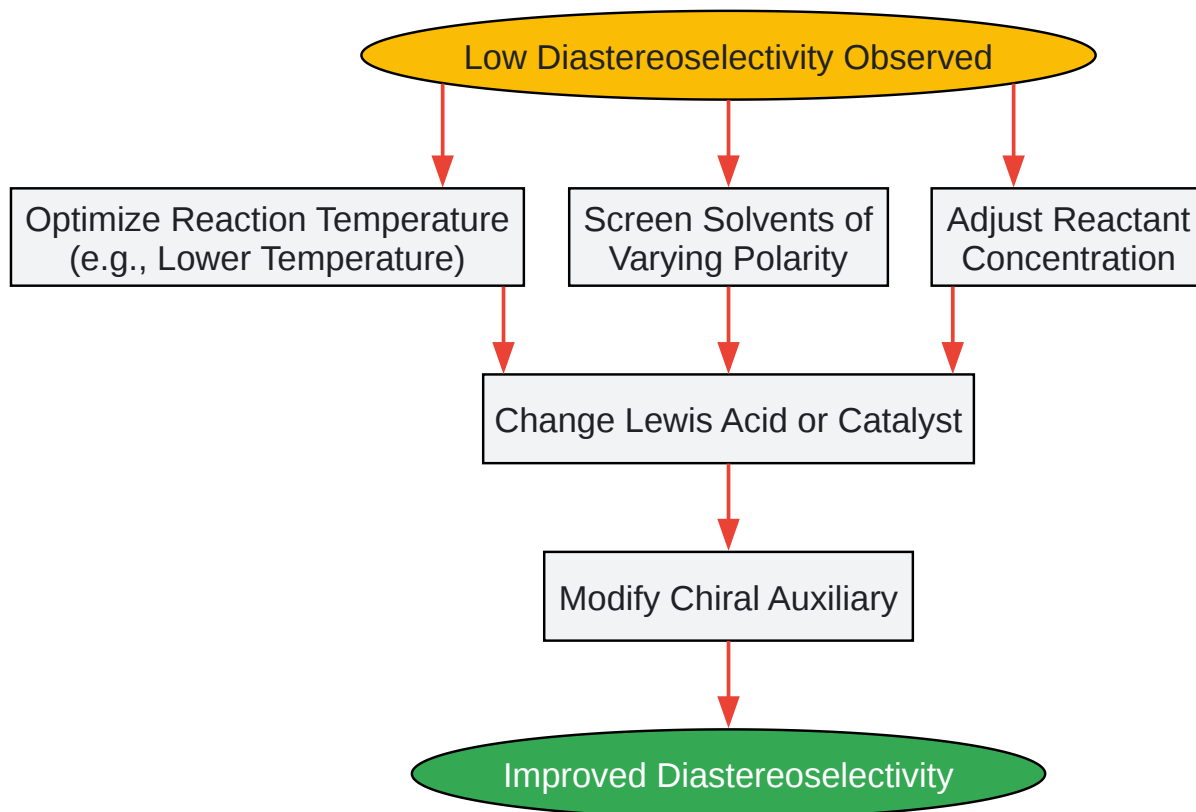 Low Diastereoselectivity Observed
Optimize Reaction Temperature
(e.g., Lower Temperature)
Screen Solvents of
Varying Polarity
Adjust Reactant
Concentration
Change Lewis Acid or Catalyst
Modify Chiral Auxiliary
Improved Diastereoselectivity